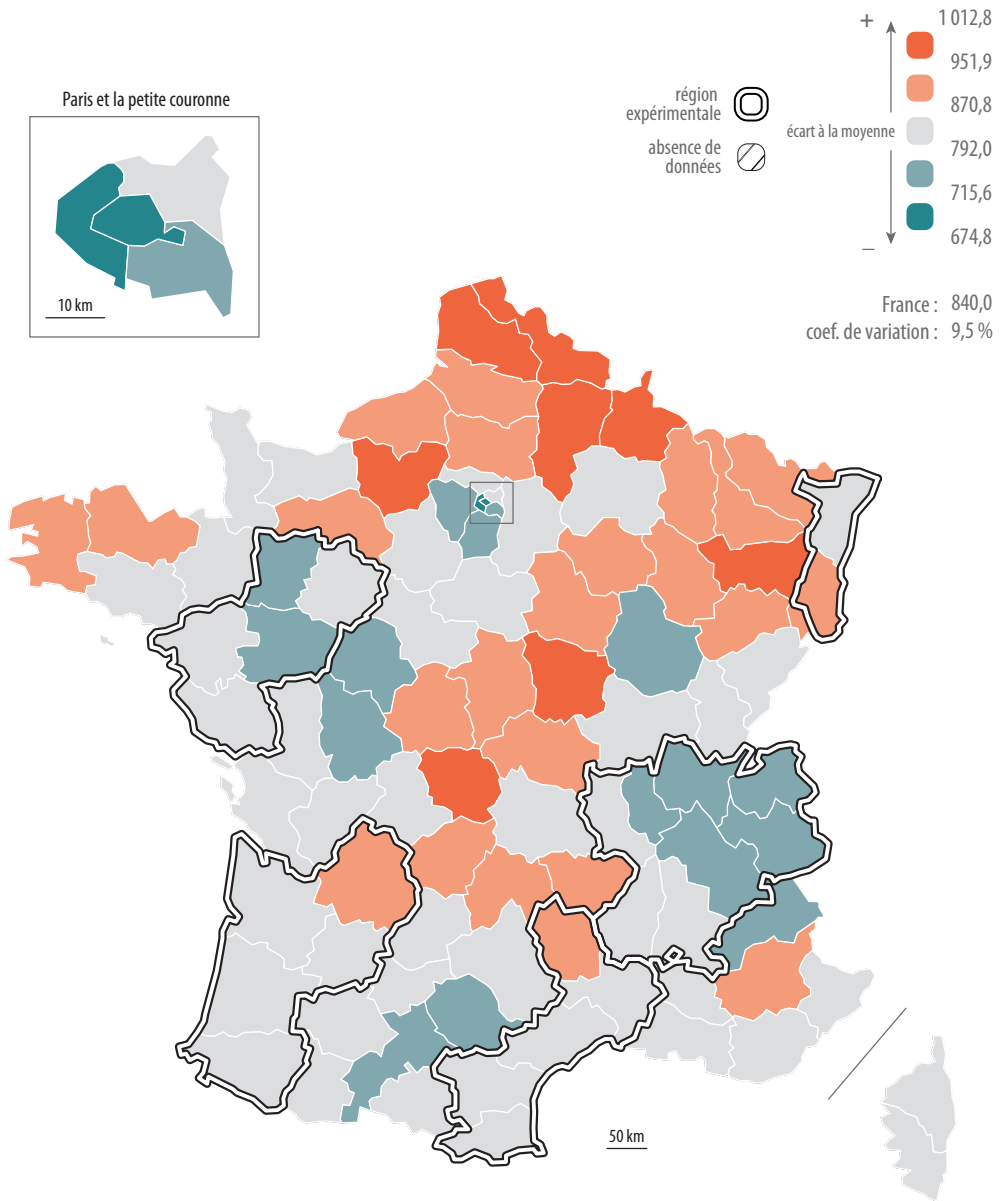 Paris et la petite couronne
10 km
région
expérimentale
absence de
données
+
écart à la moyenne
–
1 012,8
951,9
870,8
792,0
715,6
674,8
France : 840,0
coef. de variation : 9,5 %
50 km